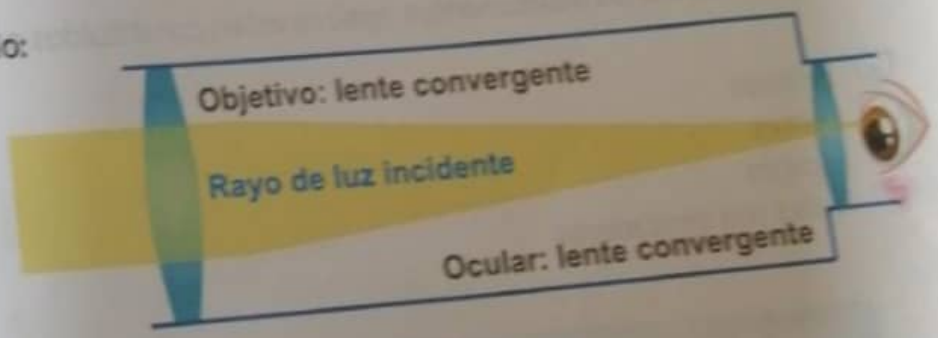 o:
Objetivo: lente convergente
Rayo de luz incidente
Ocular: lente convergente